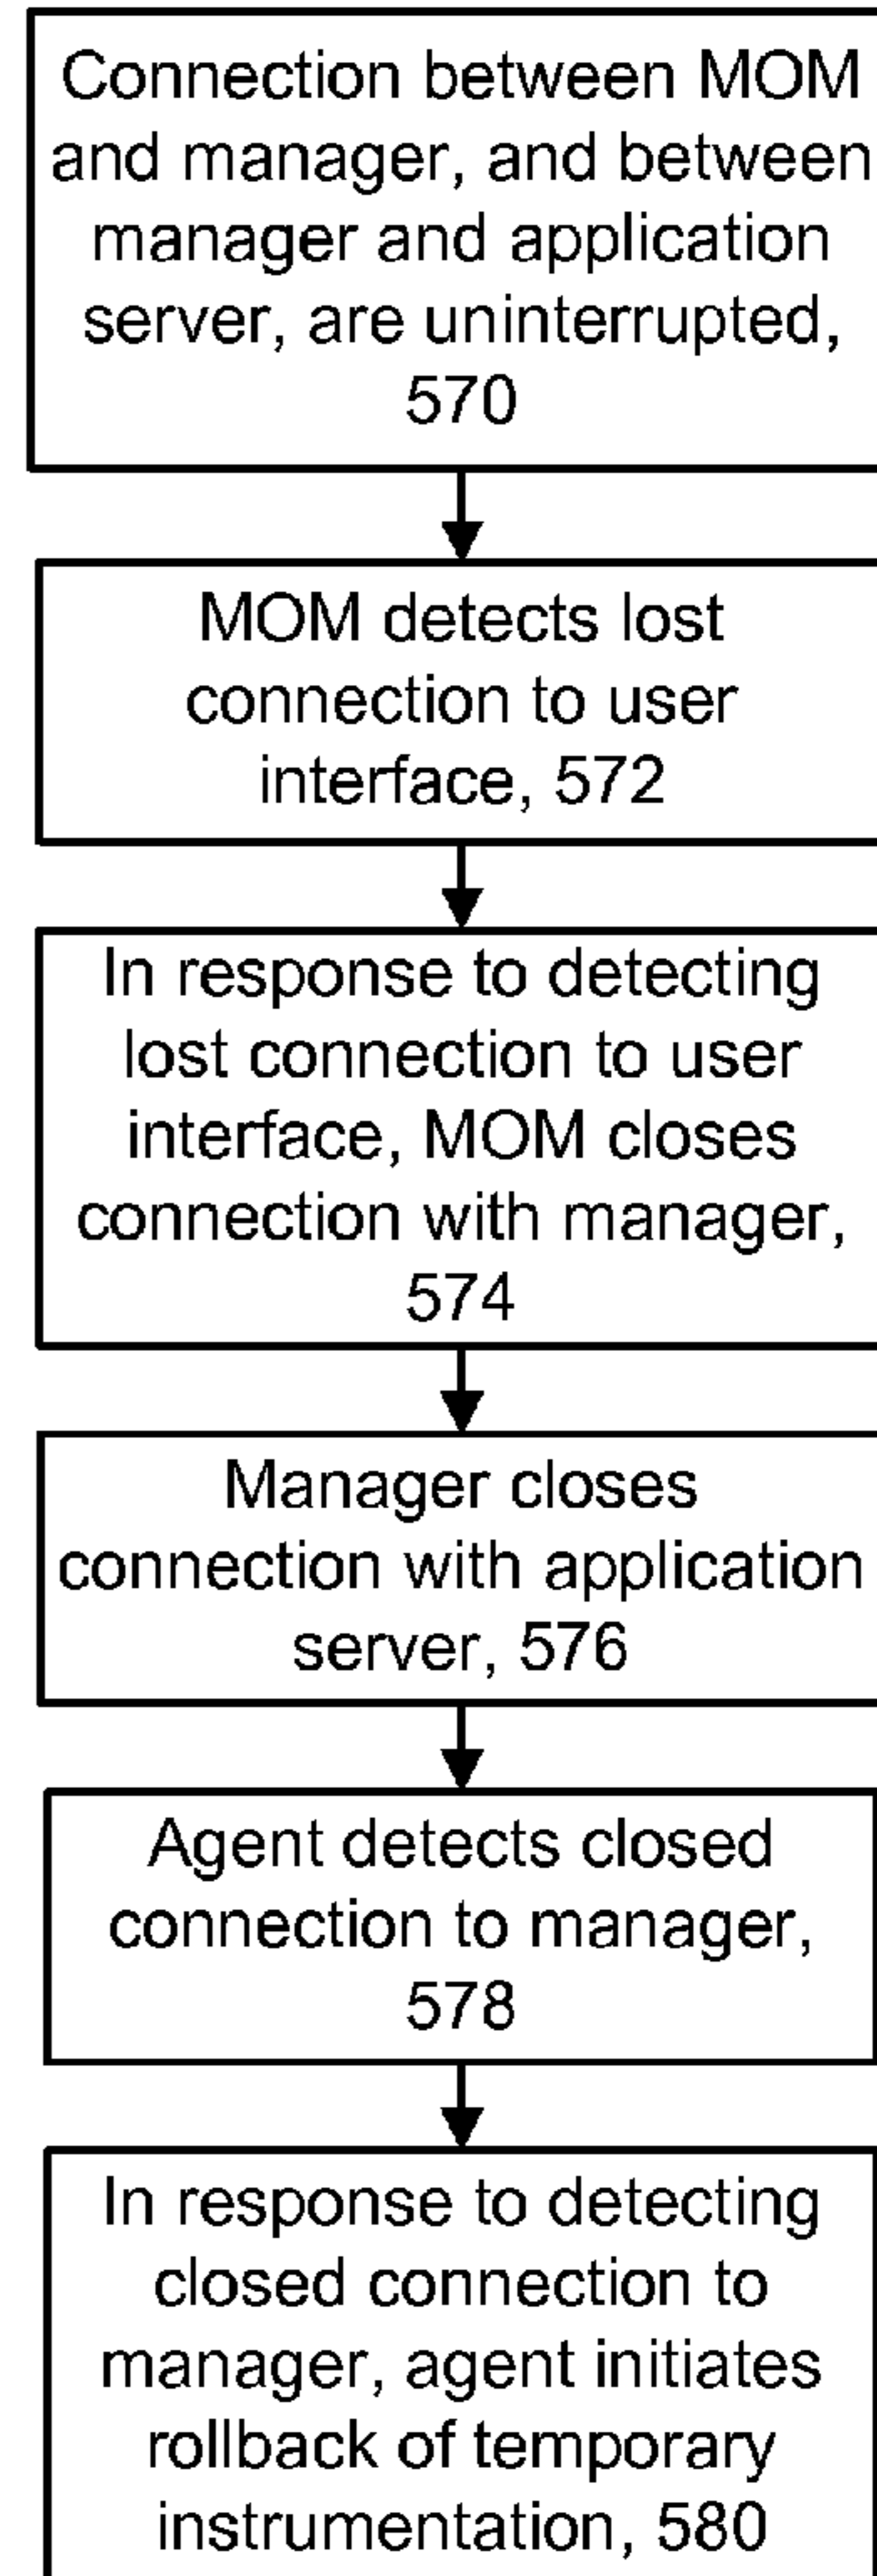 Connection between MOM
and manager, and between
manager and application
server, are uninterrupted,
570
MOM detects lost
connection to user
interface, 572
In response to detecting
lost connection to user
interface, MOM closes
connection with manager,
574
Manager closes
connection with application
server, 576
Agent detects closed
connection to manager,
578
In response to detecting
closed connection to
manager, agent initiates
rollback of temporary
instrumentation, 580